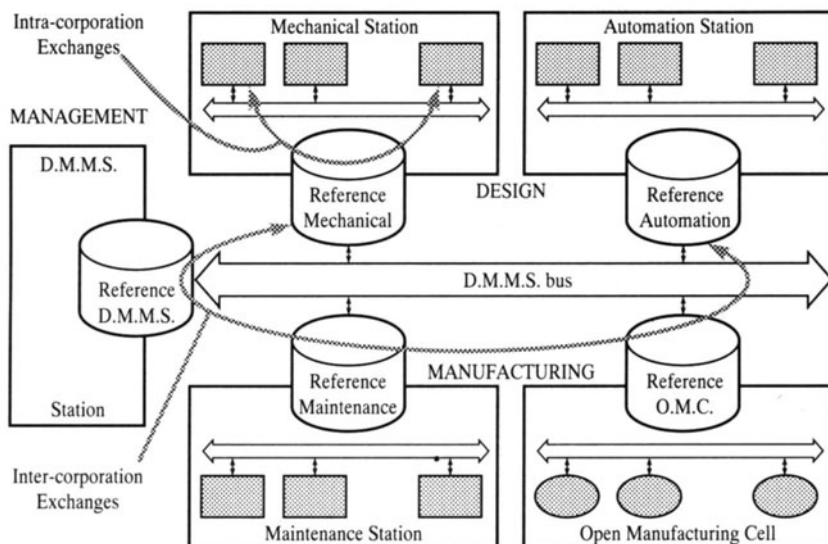 Intra-corporation
Exchanges
Mechanical Station
Automation Station
MANAGEMENT
D.M.M.S.
Reference
Mechanical
DESIGN
Reference
Automation
Reference
D.M.M.S.
D.M.M.S. bus
Reference
Maintenance
MANUFACTURING
Reference
O.M.C.
Station
Inter-corporation
Exchanges
Maintenance Station
Open Manufacturing Cell